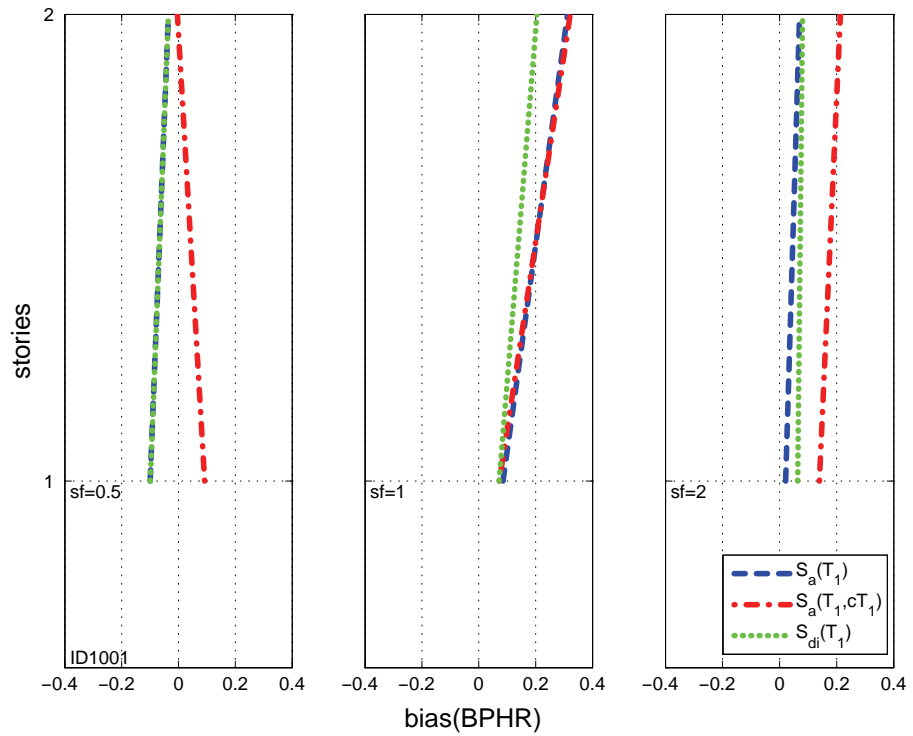 2
stories
1
sf=0.5
sf=1
sf=2
S_a(T_1)
S_a(T_1,cT_1)
S_di(T_1)
ID1001
−0.4 −0.2 0 0.2 0.4
−0.4 −0.2 0 0.2 0.4
−0.4 −0.2 0 0.2 0.4
bias(BPHR)